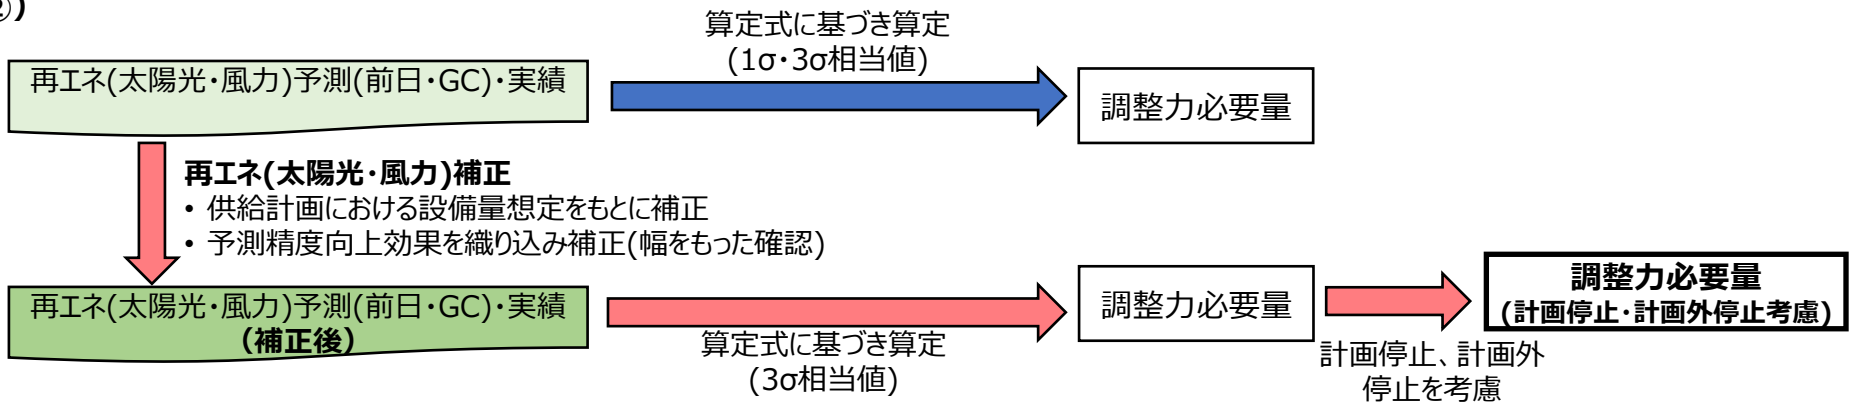 ②)
算定式に基づき算定
(1σ・3σ相当値)
再エネ(太陽光・風力)予測(前日・GC)・実績
調整力必要量
再エネ(太陽光・風力)補正
• 供給計画における設備量想定をもとに補正
• 予測精度向上効果を織り込み補正(幅をもった確認)
再エネ(太陽光・風力)予測(前日・GC)・実績
(補正後)
算定式に基づき算定
(3σ相当値)
調整力必要量
計画停止、計画外
停止を考慮
調整力必要量
(計画停止・計画外停止考慮)